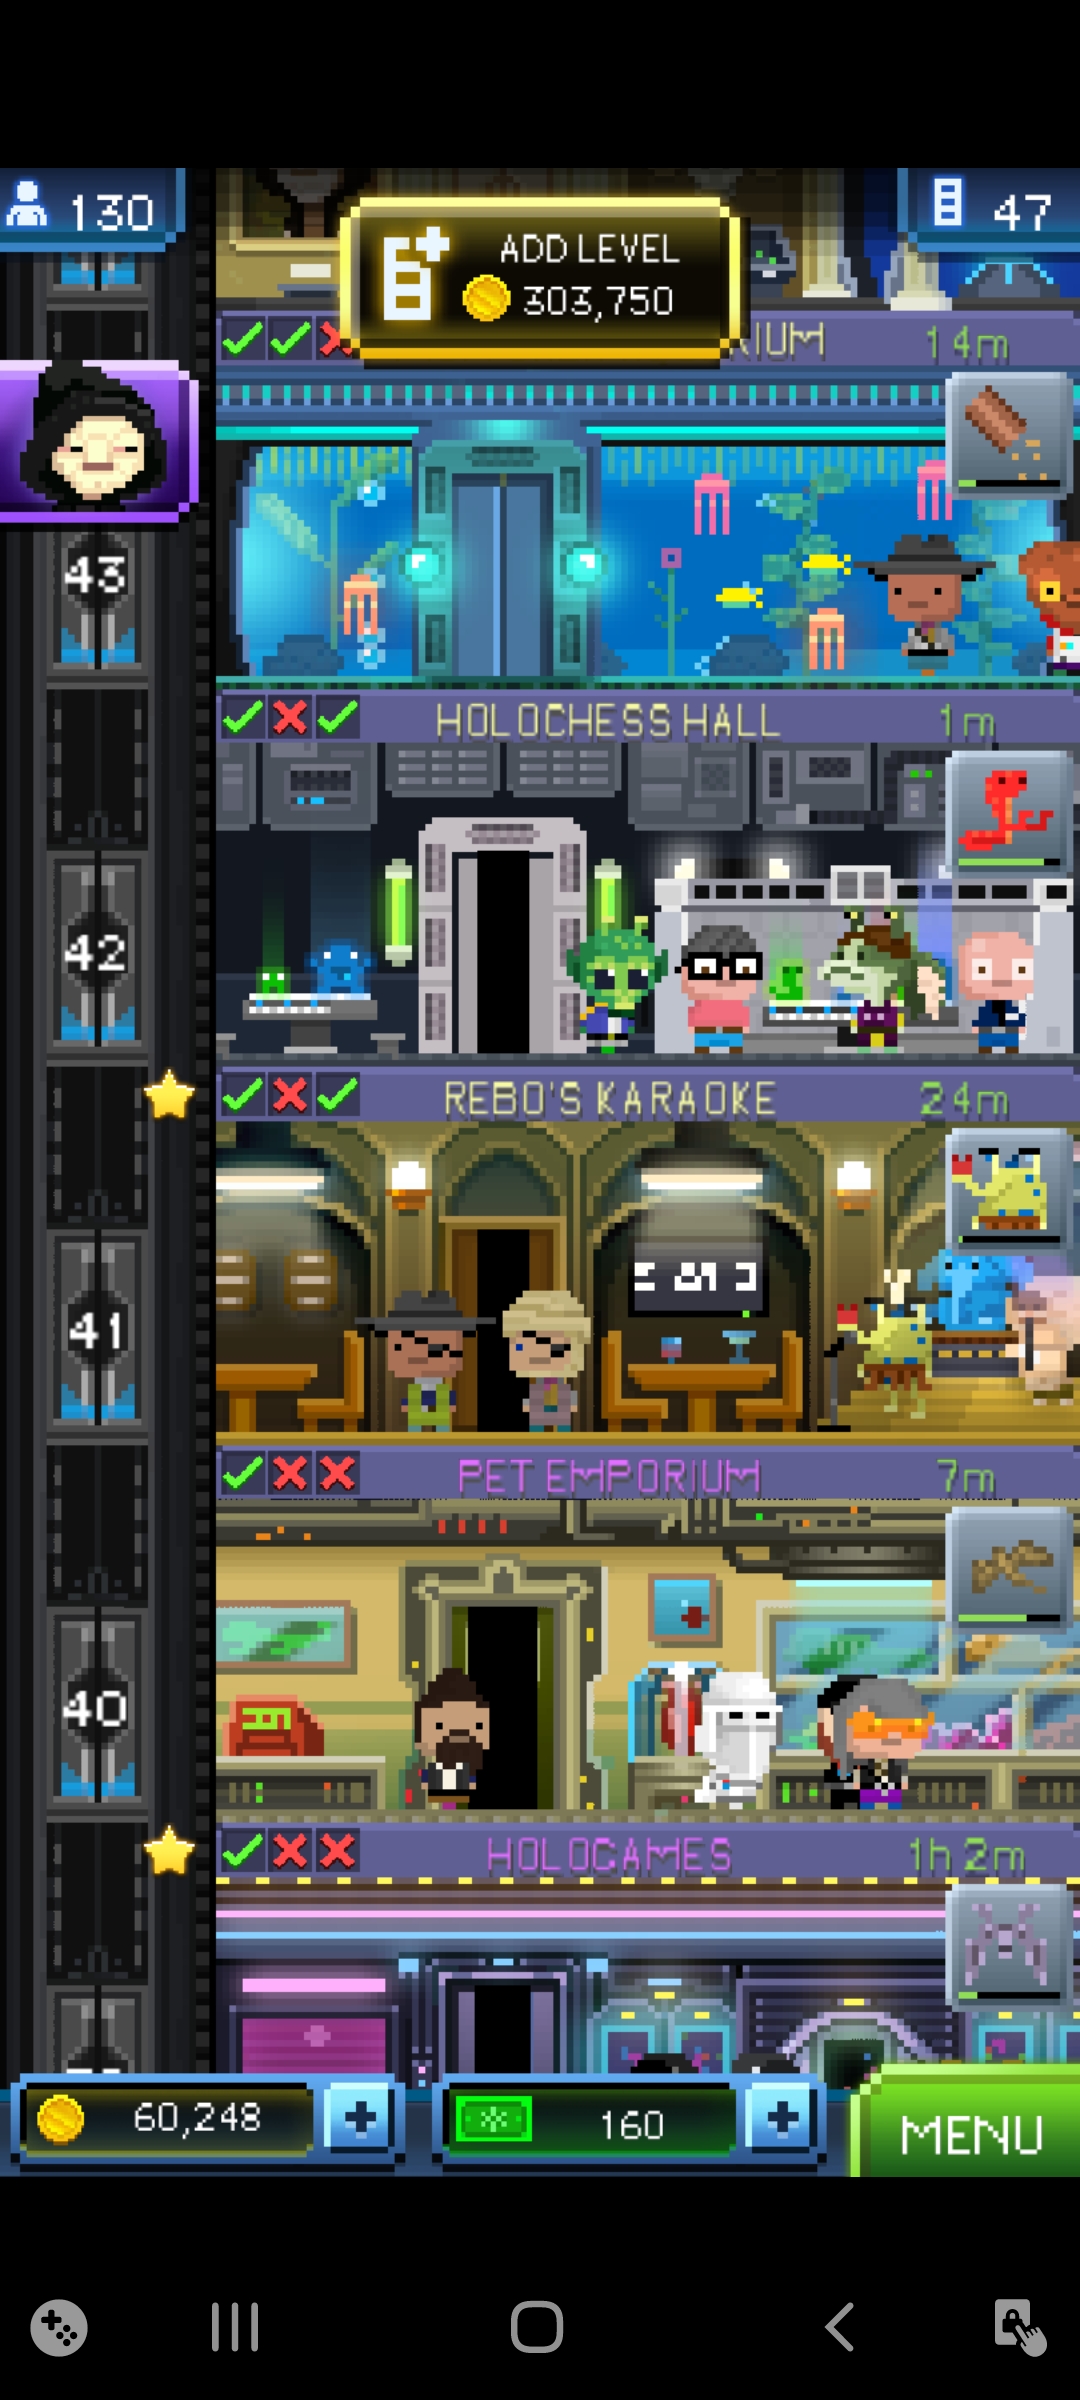 130
47
ADD LEVEL
303,750
RIUM 14m
43
HOLOCHESS HALL 1m
42
REBO'S KARAOKE 24m
41
PET EMPORIUM 7m
40
HOLOGAMES 1h 2m
60,248
160
MENU